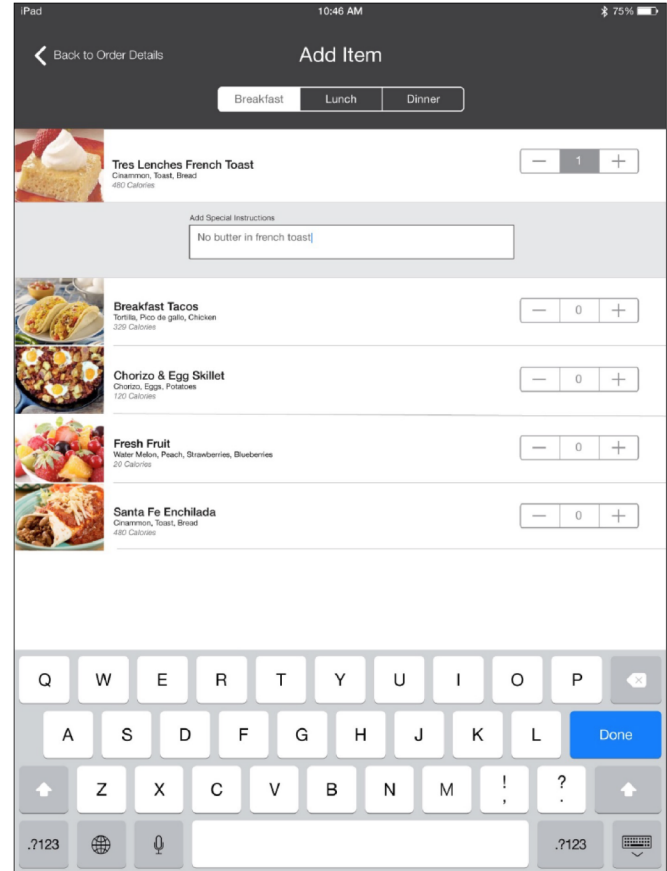 iPad 10:46 AM 75%
Back to Order Details Add Item
Breakfast Lunch Dinner
Tres Lenches French Toast
Cinammon, Toast, Bread
480 Calories
— 1 +
Add Special Instructions
No butter in french toast
Breakfast Tacos
Tortilla, Pico de gallo, Chicken
329 Calories
— 0 +
Chorizo & Egg Skillet
Chorizo, Eggs, Potatoes
120 Calories
— 0 +
Fresh Fruit
Water Melon, Peach, Strawberries, Blueberries
20 Calories
— 0 +
Santa Fe Enchilada
Cinammon, Toast, Bread
480 Calories
— 0 +
Q W E R T Y U I O P
A S D F G H J K L Done
Z X C V B N M ! , ? .
.?123 .?123